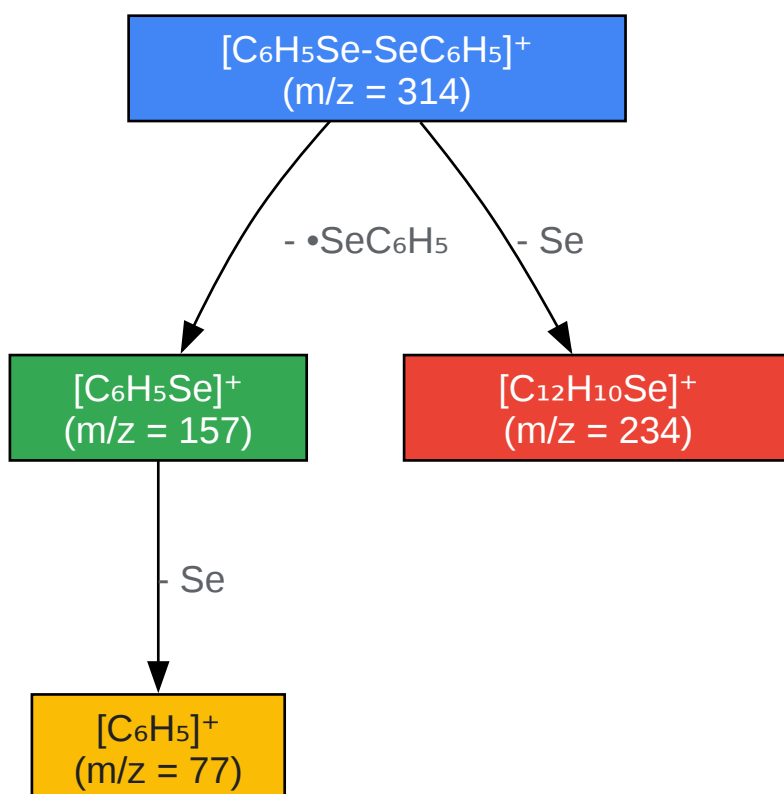 [C₆H₅Se-SeC₆H₅]⁺
(m/z = 314)
- •SeC₆H₅
- Se
[C₆H₅Se]⁺
(m/z = 157)
[C₁₂H₁₀Se]⁺
(m/z = 234)
- Se
[C₆H₅]⁺
(m/z = 77)